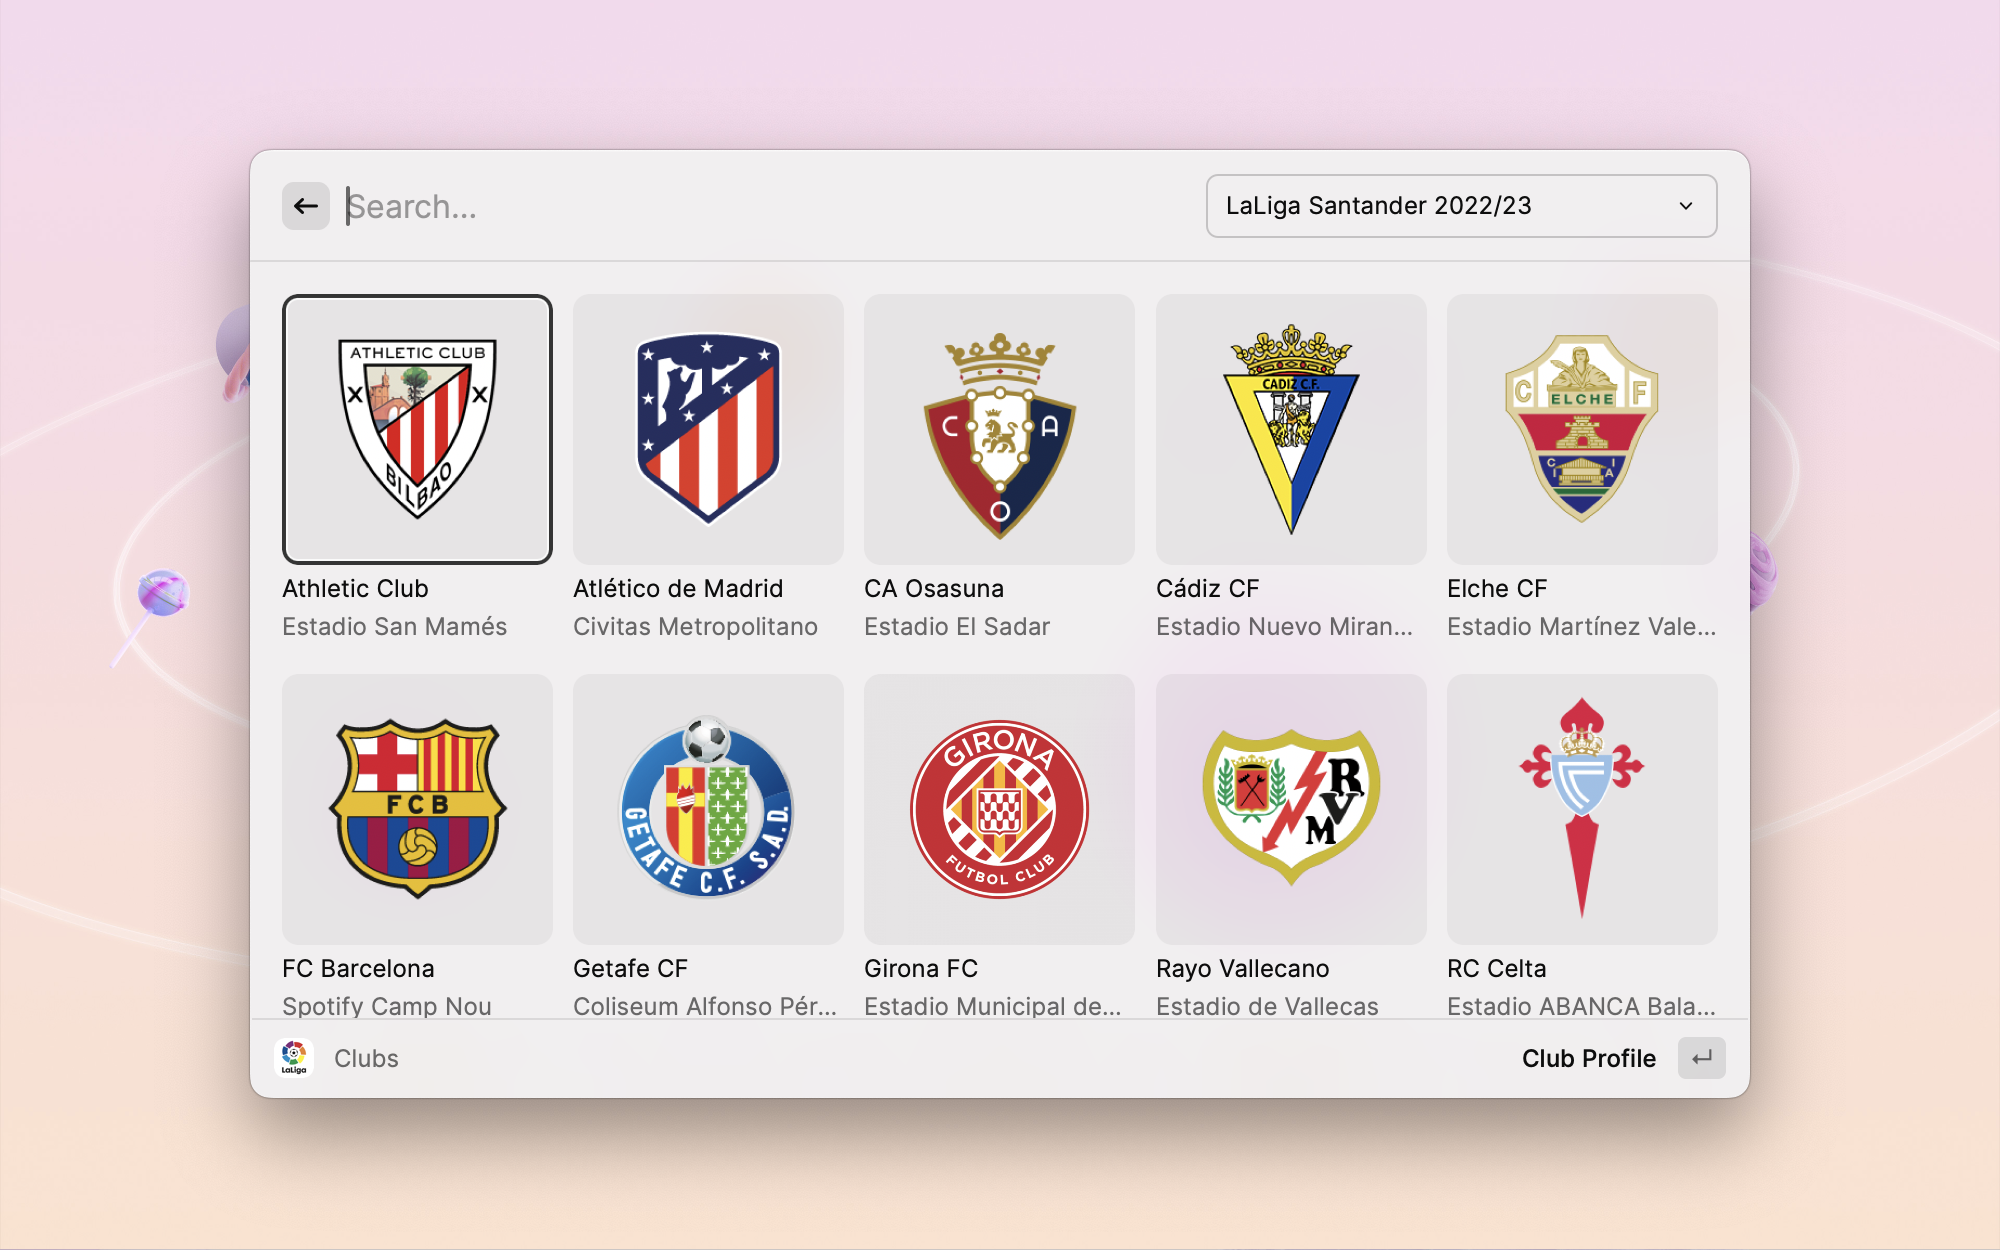 Search...
LaLiga Santander 2022/23
ATHLETIC CLUB
BILBAO
C A
O
CADIZ C.F.
C F
ELCHE
C I
I A
Athletic Club
Atlético de Madrid
CA Osasuna
Cádiz CF
Elche CF
Estadio San Mamés
Civitas Metropolitano
Estadio El Sadar
Estadio Nuevo Miran...
Estadio Martínez Vale...
FCB
GETAFE C.F. S.A.D.
GIRONA
FUTBOL CLUB
R
V
M
FC Barcelona
Getafe CF
Girona FC
Rayo Vallecano
RC Celta
Spotify Camp Nou
Coliseum Alfonso Pér...
Estadio Municipal de...
Estadio de Vallecas
Estadio ABANCA Bala...
LaLiga
Clubs
Club Profile